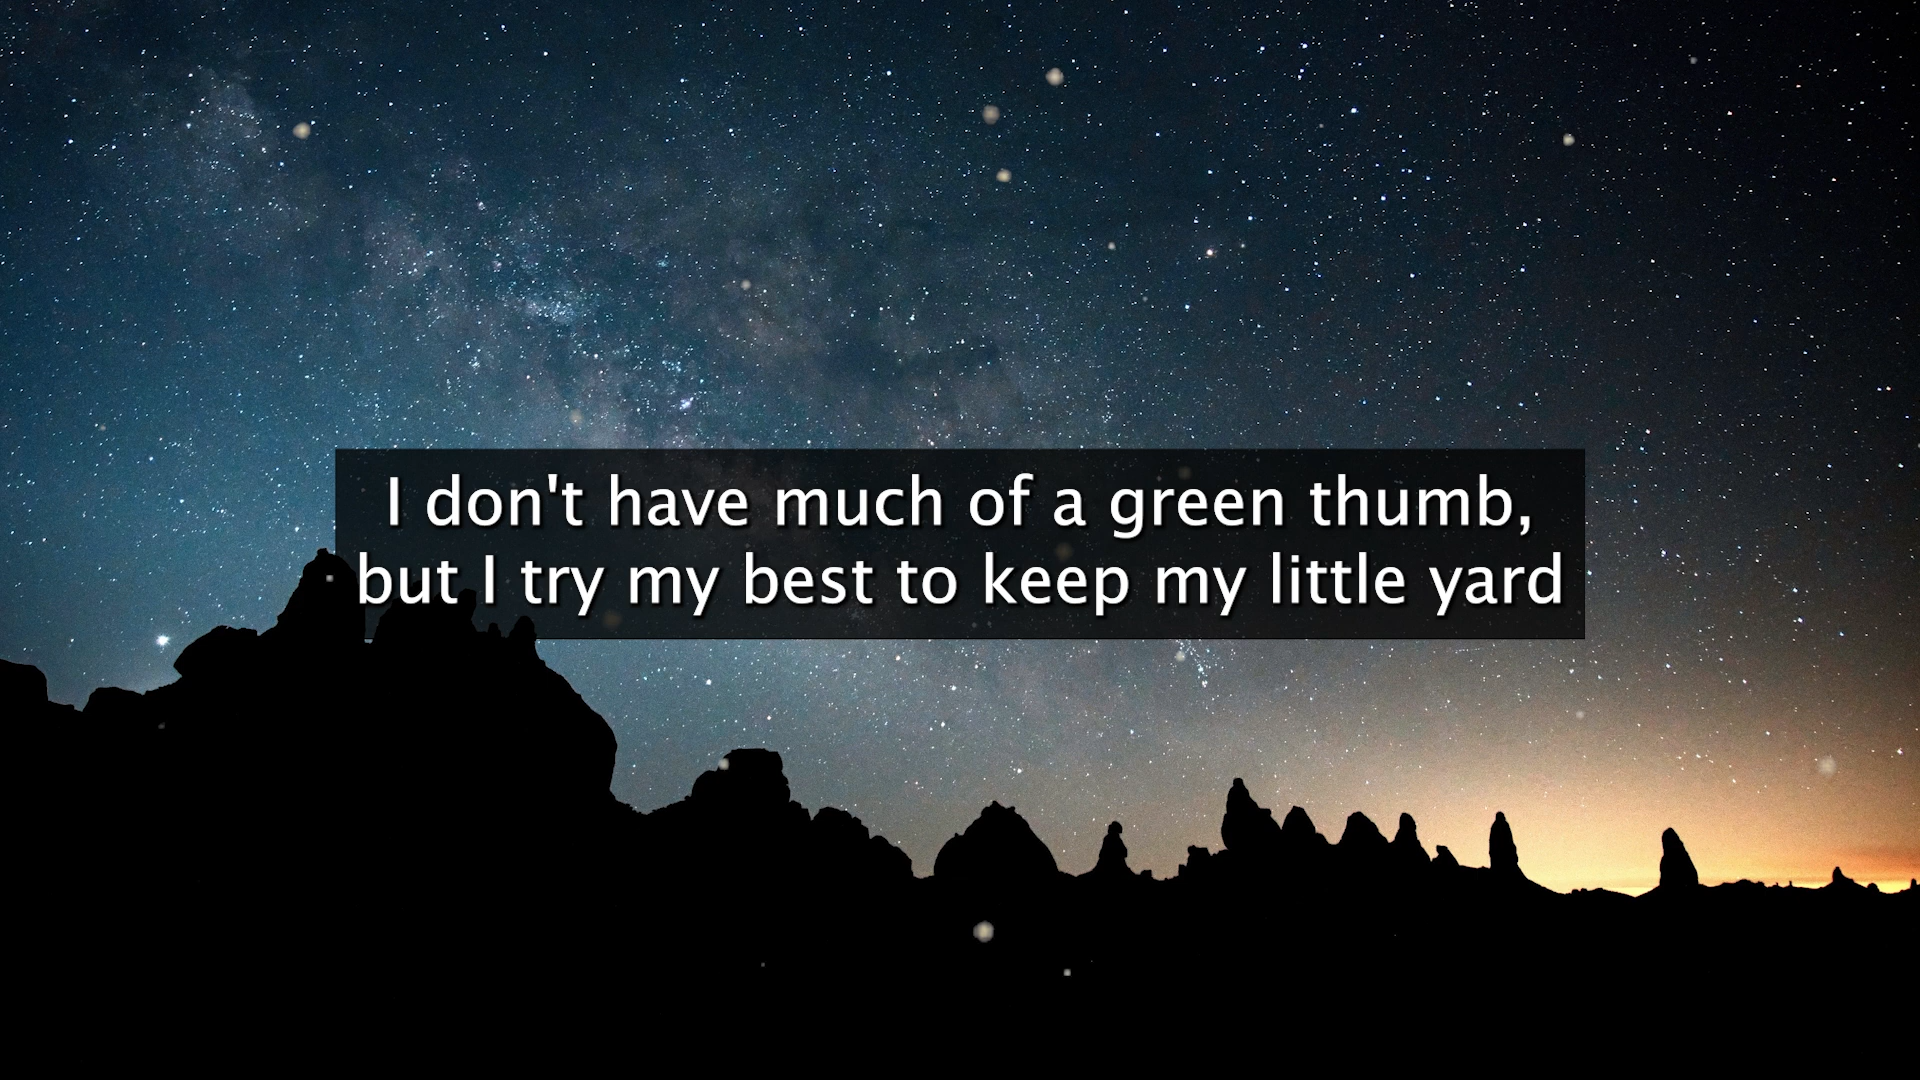 I don't have much of a green thumb,
but I try my best to keep my little yard